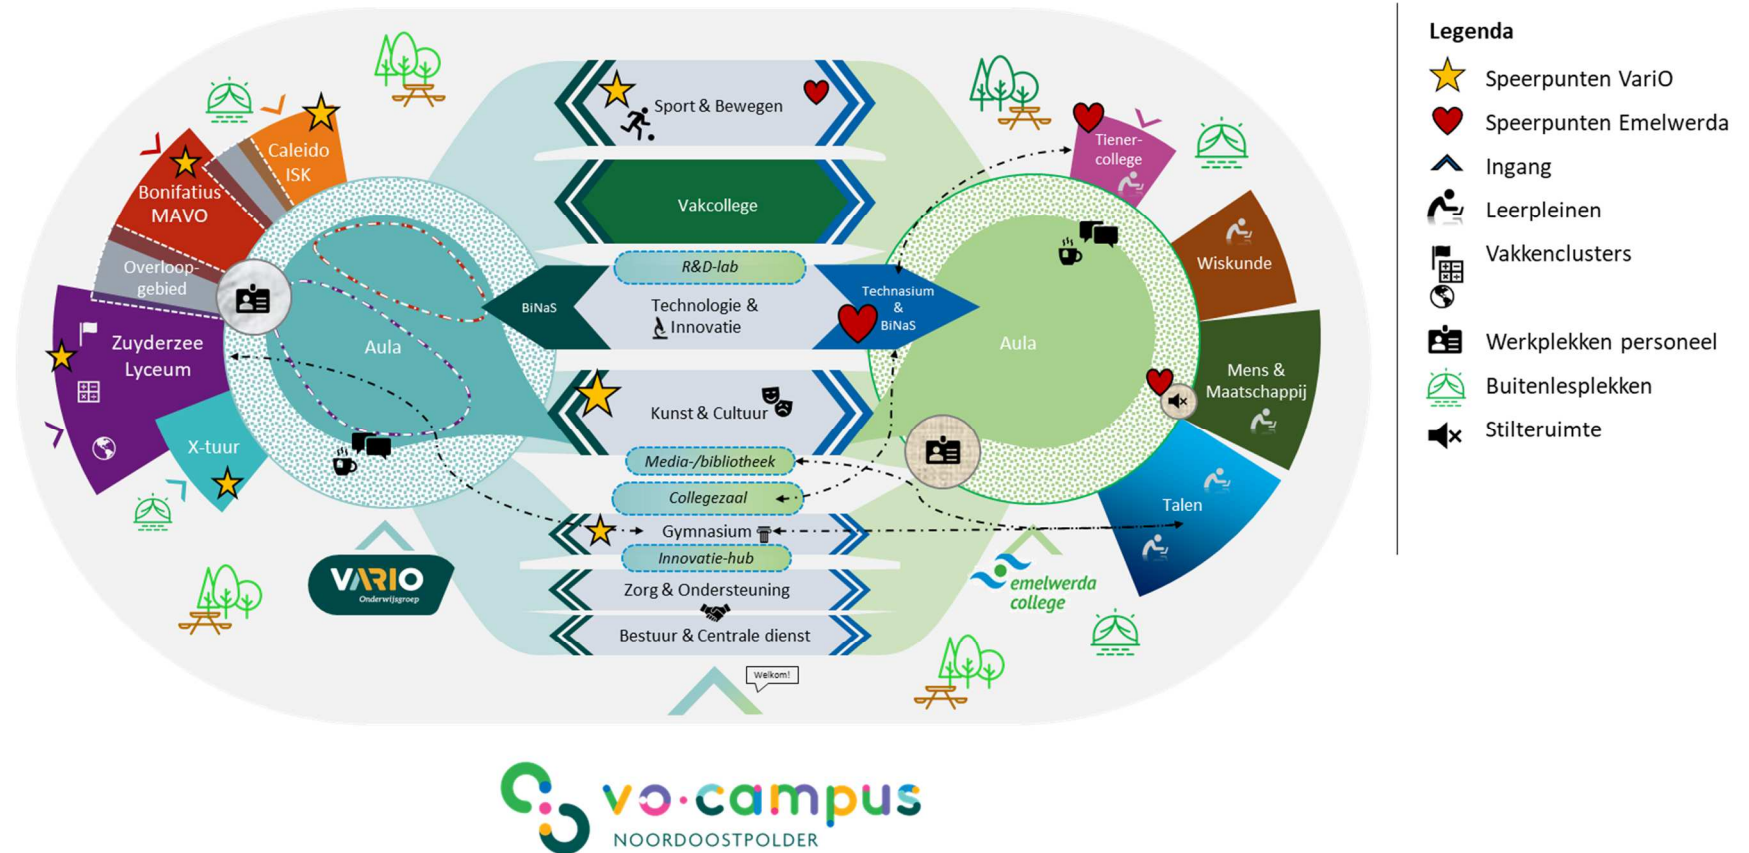 Legenda
Speerpunten VariO
Speerpunten Emelwerda
Ingang
Leerpleinen
Vakkenclusters
Werkplekken personeel
Buitenlesplekken
Stilteruimte
Caleido
ISK
Bonifatius
MAVO
Overloop-
gebied
Zuyderzee
Lyceum
X-tuur
Aula
Sport & Bewegen
Vakcollege
R&D-lab
BiNaS
Technologie &
Innovatie
Technasium
&
BiNaS
Kunst & Cultuur
Media-/bibliotheek
Collegezaal
Gymnasium
Innovatie-hub
Zorg & Ondersteuning
Bestuur & Centrale dienst
Welkom!
Aula
Tiener-
college
Wiskunde
Mens &
Maatschappij
Talen
VARIO
Onderwijsgroep
emelwerda
college
vo·campus
NOORDOOSTPOLDER